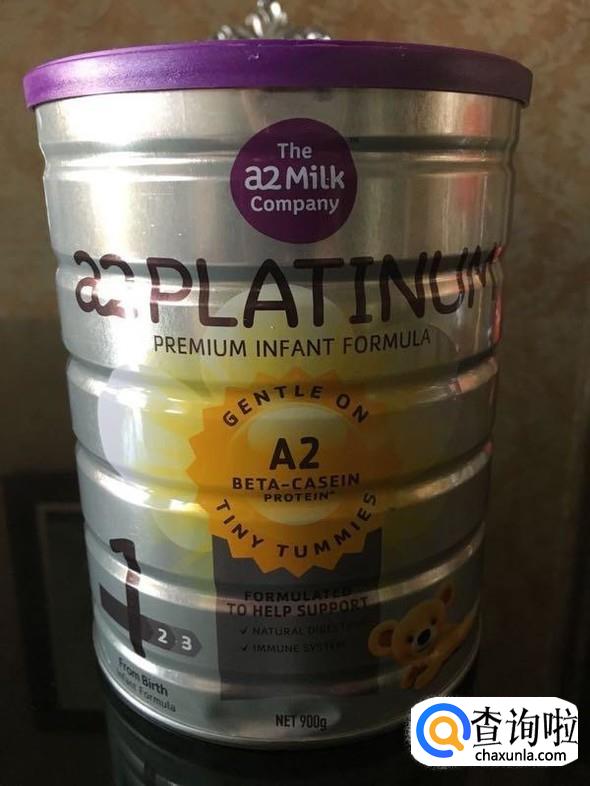 The
a2 Milk
Company
a2 PLATINUM
PREMIUM INFANT FORMULA
GENTLE ON
A2
BETA-CASEIN
PROTEIN^
TINY TUMMIES
FORMULATED
TO HELP SUPPORT
✓ NATURAL DIGESTION
✓ IMMUNE SYSTEM
1 2 3
From Birth
Infant Formula
NET 900g
查询啦
chaxunla.com